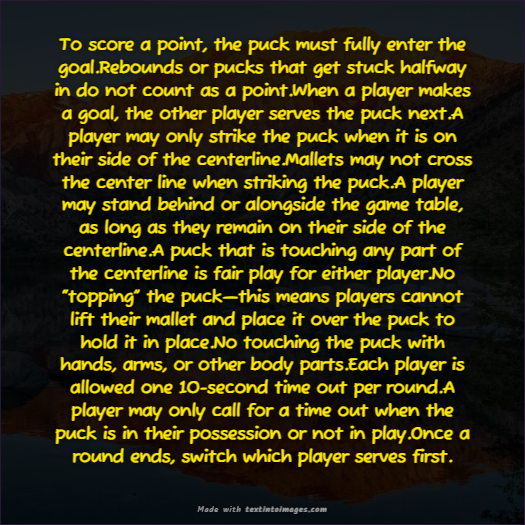 To score a point, the puck must fully enter the
goal.Rebounds or pucks that get stuck halfway
in do not count as a point.When a player makes
a goal, the other player serves the puck next.A
player may only strike the puck when it is on
their side of the centerline.Mallets may not cross
the center line when striking the puck.A player
may stand behind or alongside the game table,
as long as they remain on their side of the
centerline.A puck that is touching any part of
the centerline is fair play for either player.No
"topping" the puck—this means players cannot
lift their mallet and place it over the puck to
hold it in place.No touching the puck with
hands, arms, or other body parts.Each player is
allowed one 10-second time out per round.A
player may only call for a time out when the
puck is in their possession or not in play.Once a
round ends, switch which player serves first.
Made with textintoimages.com